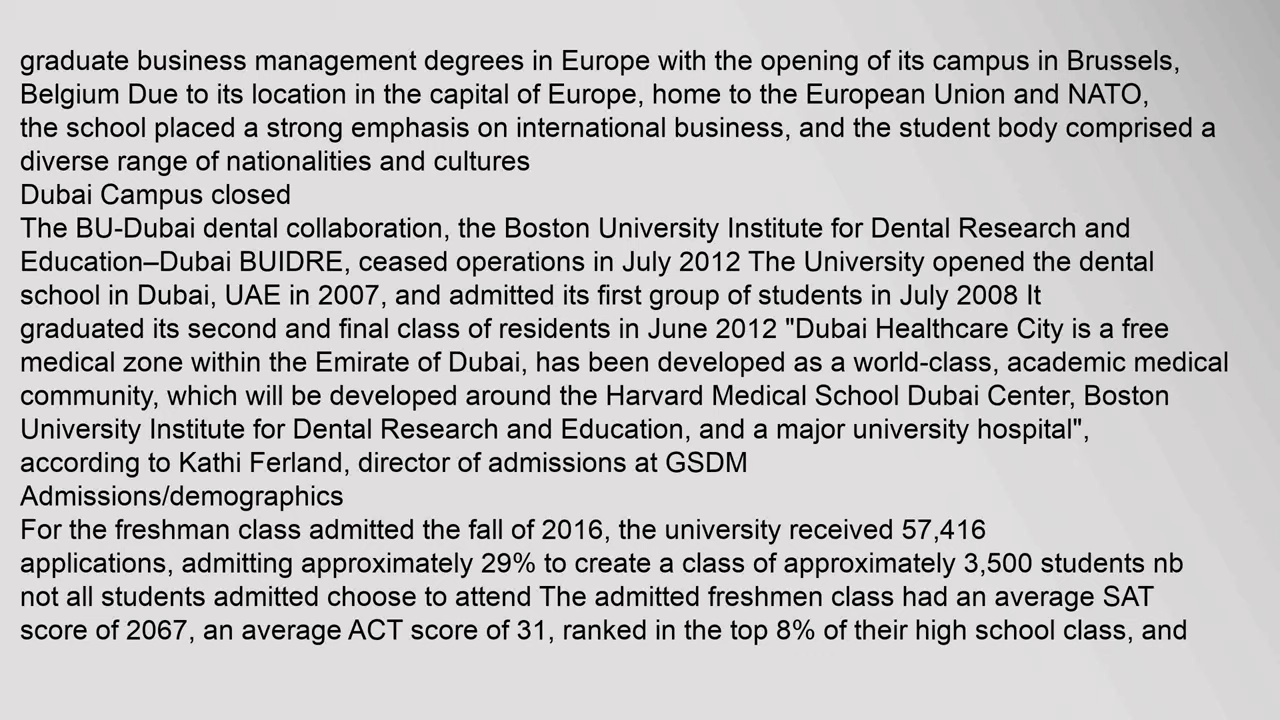 graduate business management degrees in Europe with the opening of its campus in Brussels,
Belgium Due to its location in the capital of Europe, home to the European Union and NATO,
the school placed a strong emphasis on international business, and the student body comprised a
diverse range of nationalities and cultures
Dubai Campus closed
The BU-Dubai dental collaboration, the Boston University Institute for Dental Research and
Education–Dubai BUIDRE, ceased operations in July 2012 The University opened the dental
school in Dubai, UAE in 2007, and admitted its first group of students in July 2008 It
graduated its second and final class of residents in June 2012 "Dubai Healthcare City is a free
medical zone within the Emirate of Dubai, has been developed as a world-class, academic medical
community, which will be developed around the Harvard Medical School Dubai Center, Boston
University Institute for Dental Research and Education, and a major university hospital",
according to Kathi Ferland, director of admissions at GSDM
Admissions/demographics
For the freshman class admitted the fall of 2016, the university received 57,416
applications, admitting approximately 29% to create a class of approximately 3,500 students nb
not all students admitted choose to attend The admitted freshmen class had an average SAT
score of 2067, an average ACT score of 31, ranked in the top 8% of their high school class, and